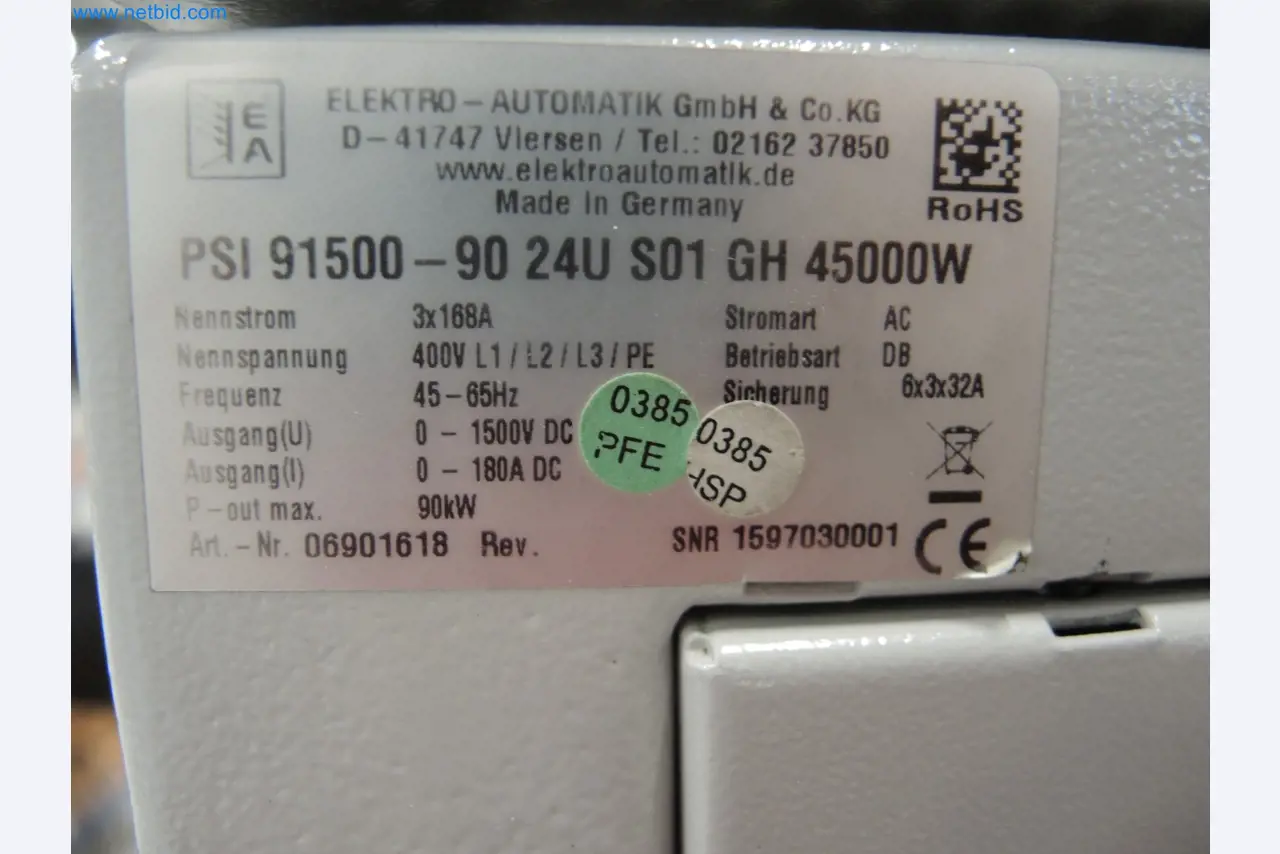 www.netbid.com
EA
ELEKTRO-AUTOMATIK GmbH & Co.KG
D-41747 Viersen / Tel.: 02162 37850
www.elektroautomatik.de
Made in Germany
RoHS
PSI 91500-90 24U S01 GH 45000W
Nennstrom 3x168A Stromart AC
Nennspannung 400V L1 / L2 / L3 / PE Betriebsart DB
Frequenz 45-65Hz Sicherung 6x3x32A
Ausgang(U) 0 - 1500V DC
Ausgang(I) 0 - 180A DC
P-out max. 90kW
0385
PFE
0385
HSP
Art.-Nr. 06901618 Rev. SNR 1597030001
CE